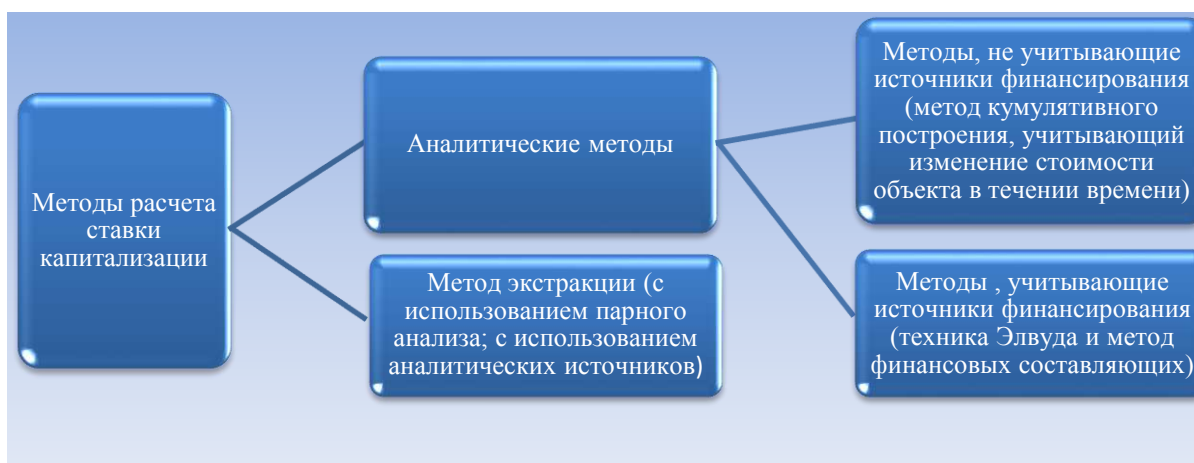 Методы расчета
ставки
капитализации
Аналитические методы
Метод экстракции (с
использованием парного
анализа; с использованием
аналитических источников)
Методы, не учитывающие
источники финансирования
(метод кумулятивного
построения, учитывающий
изменение стоимости
объекта в течении времени)
Методы , учитывающие
источники финансирования
(техника Элвуда и метод
финансовых составляющих)